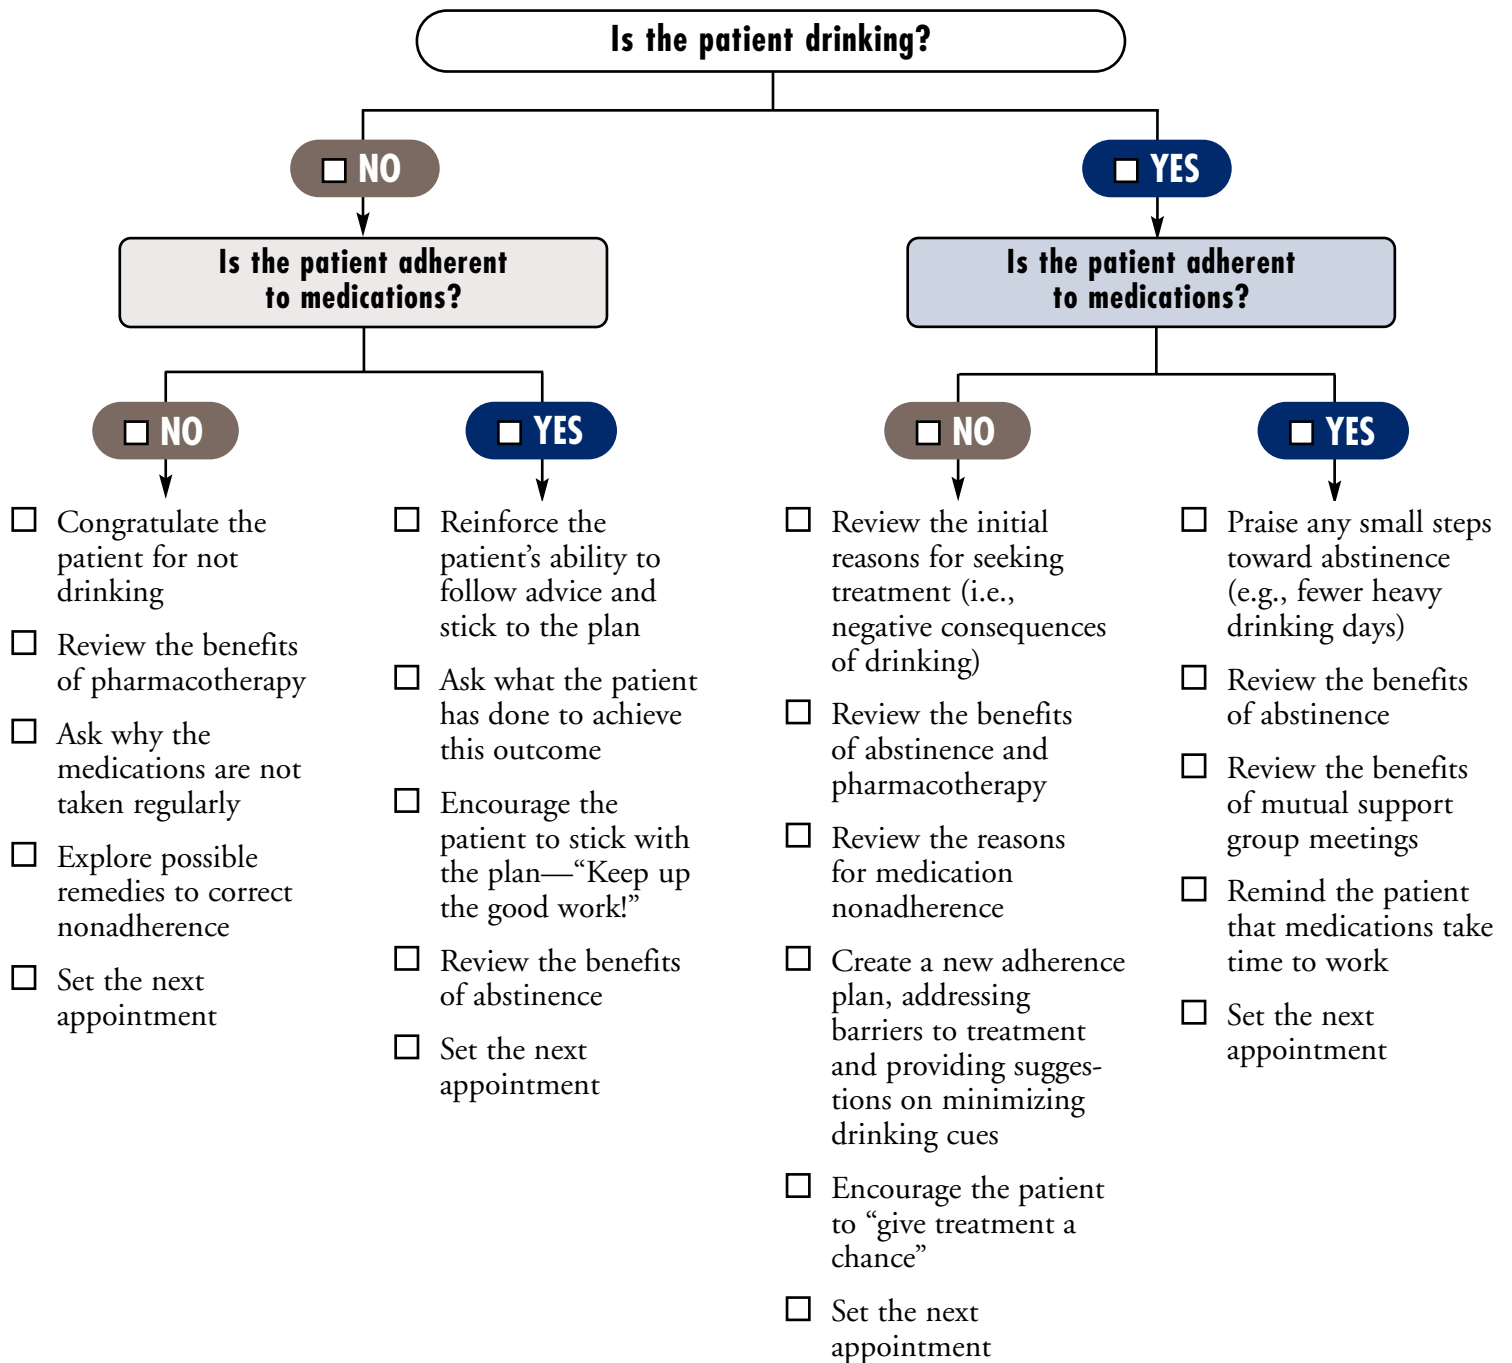 Is the patient drinking?
NO
YES
Is the patient adherent
to medications?
Is the patient adherent
to medications?
NO
YES
NO
YES
Congratulate the
patient for not
drinking
Review the benefits
of pharmacotherapy
Ask why the
medications are not
taken regularly
Explore possible
remedies to correct
nonadherence
Set the next
appointment
Reinforce the
patient’s ability to
follow advice and
stick to the plan
Ask what the patient
has done to achieve
this outcome
Encourage the
patient to stick with
the plan—“Keep up
the good work!”
Review the benefits
of abstinence
Set the next
appointment
Review the initial
reasons for seeking
treatment (i.e.,
negative consequences
of drinking)
Review the benefits
of abstinence and
pharmacotherapy
Review the reasons
for medication
nonadherence
Create a new adherence
plan, addressing
barriers to treatment
and providing sugges-
tions on minimizing
drinking cues
Encourage the patient
to “give treatment a
chance”
Set the next
appointment
Praise any small steps
toward abstinence
(e.g., fewer heavy
drinking days)
Review the benefits
of abstinence
Review the benefits
of mutual support
group meetings
Remind the patient
that medications take
time to work
Set the next
appointment